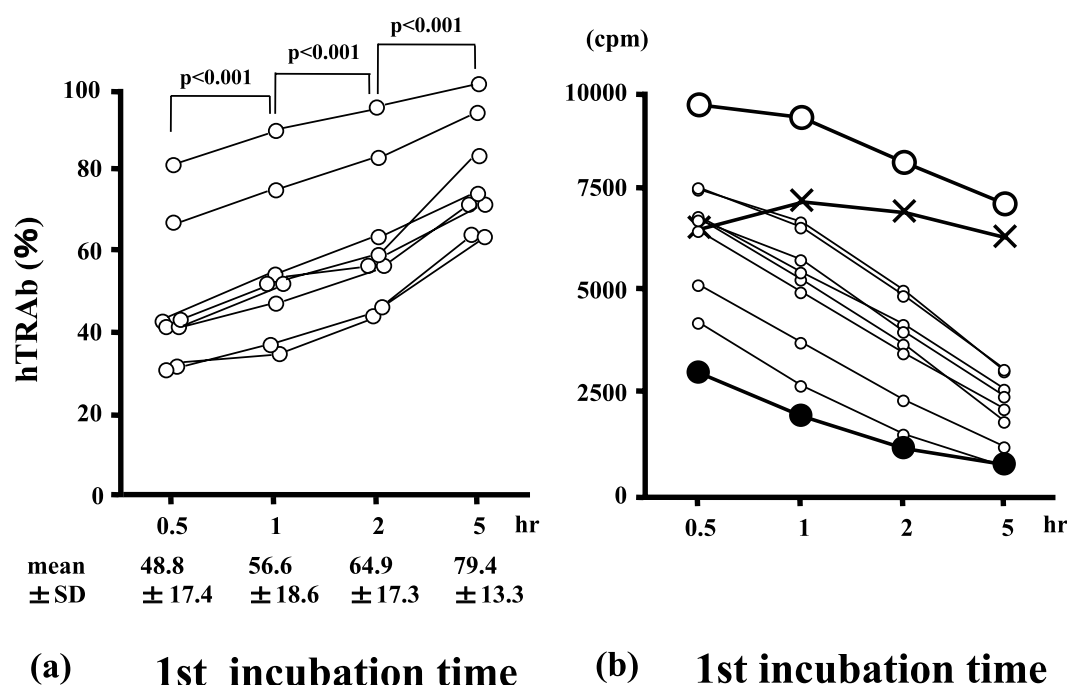 p<0.001
p<0.001
p<0.001
hTRAb (%)
100
80
60
40
20
0
0.5 1 2 5 hr
mean 48.8 56.6 64.9 79.4
±SD ±17.4 ±18.6 ±17.3 ±13.3
(a) 1st incubation time
(cpm)
10000
7500
5000
2500
0
0.5 1 2 5 hr
(b) 1st incubation time